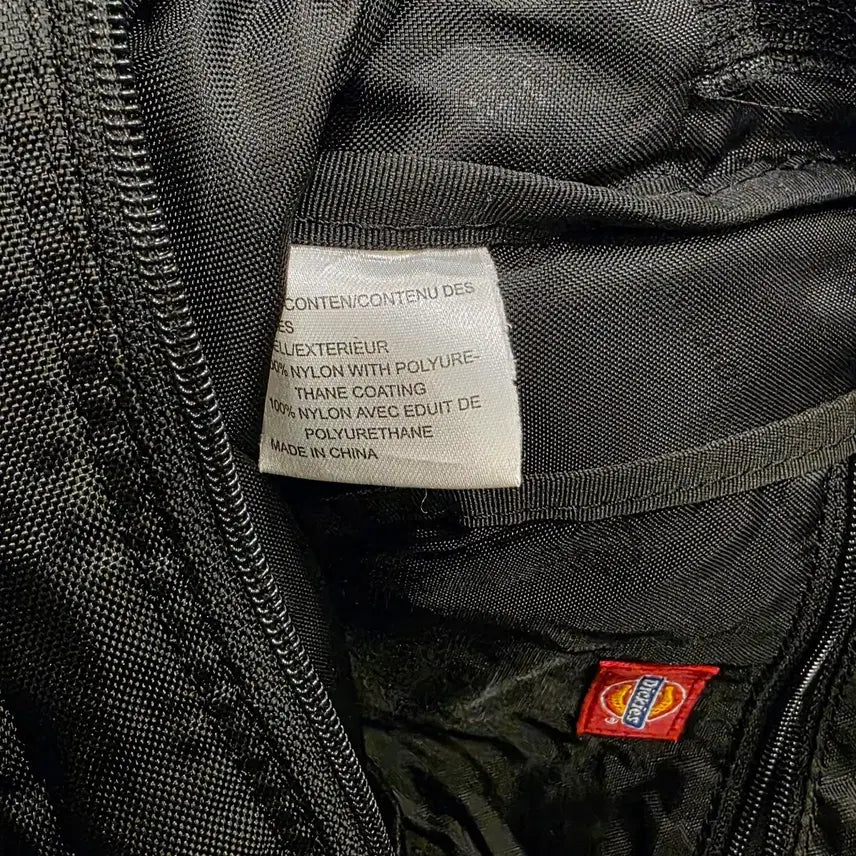 CONTEN/CONTENU DES
ES
ELL/EXTERIEUR
00% NYLON WITH POLYURE-
THANE COATING
100% NYLON AVEC EDUIT DE
POLYURETHANE
MADE IN CHINA
Dickies
®